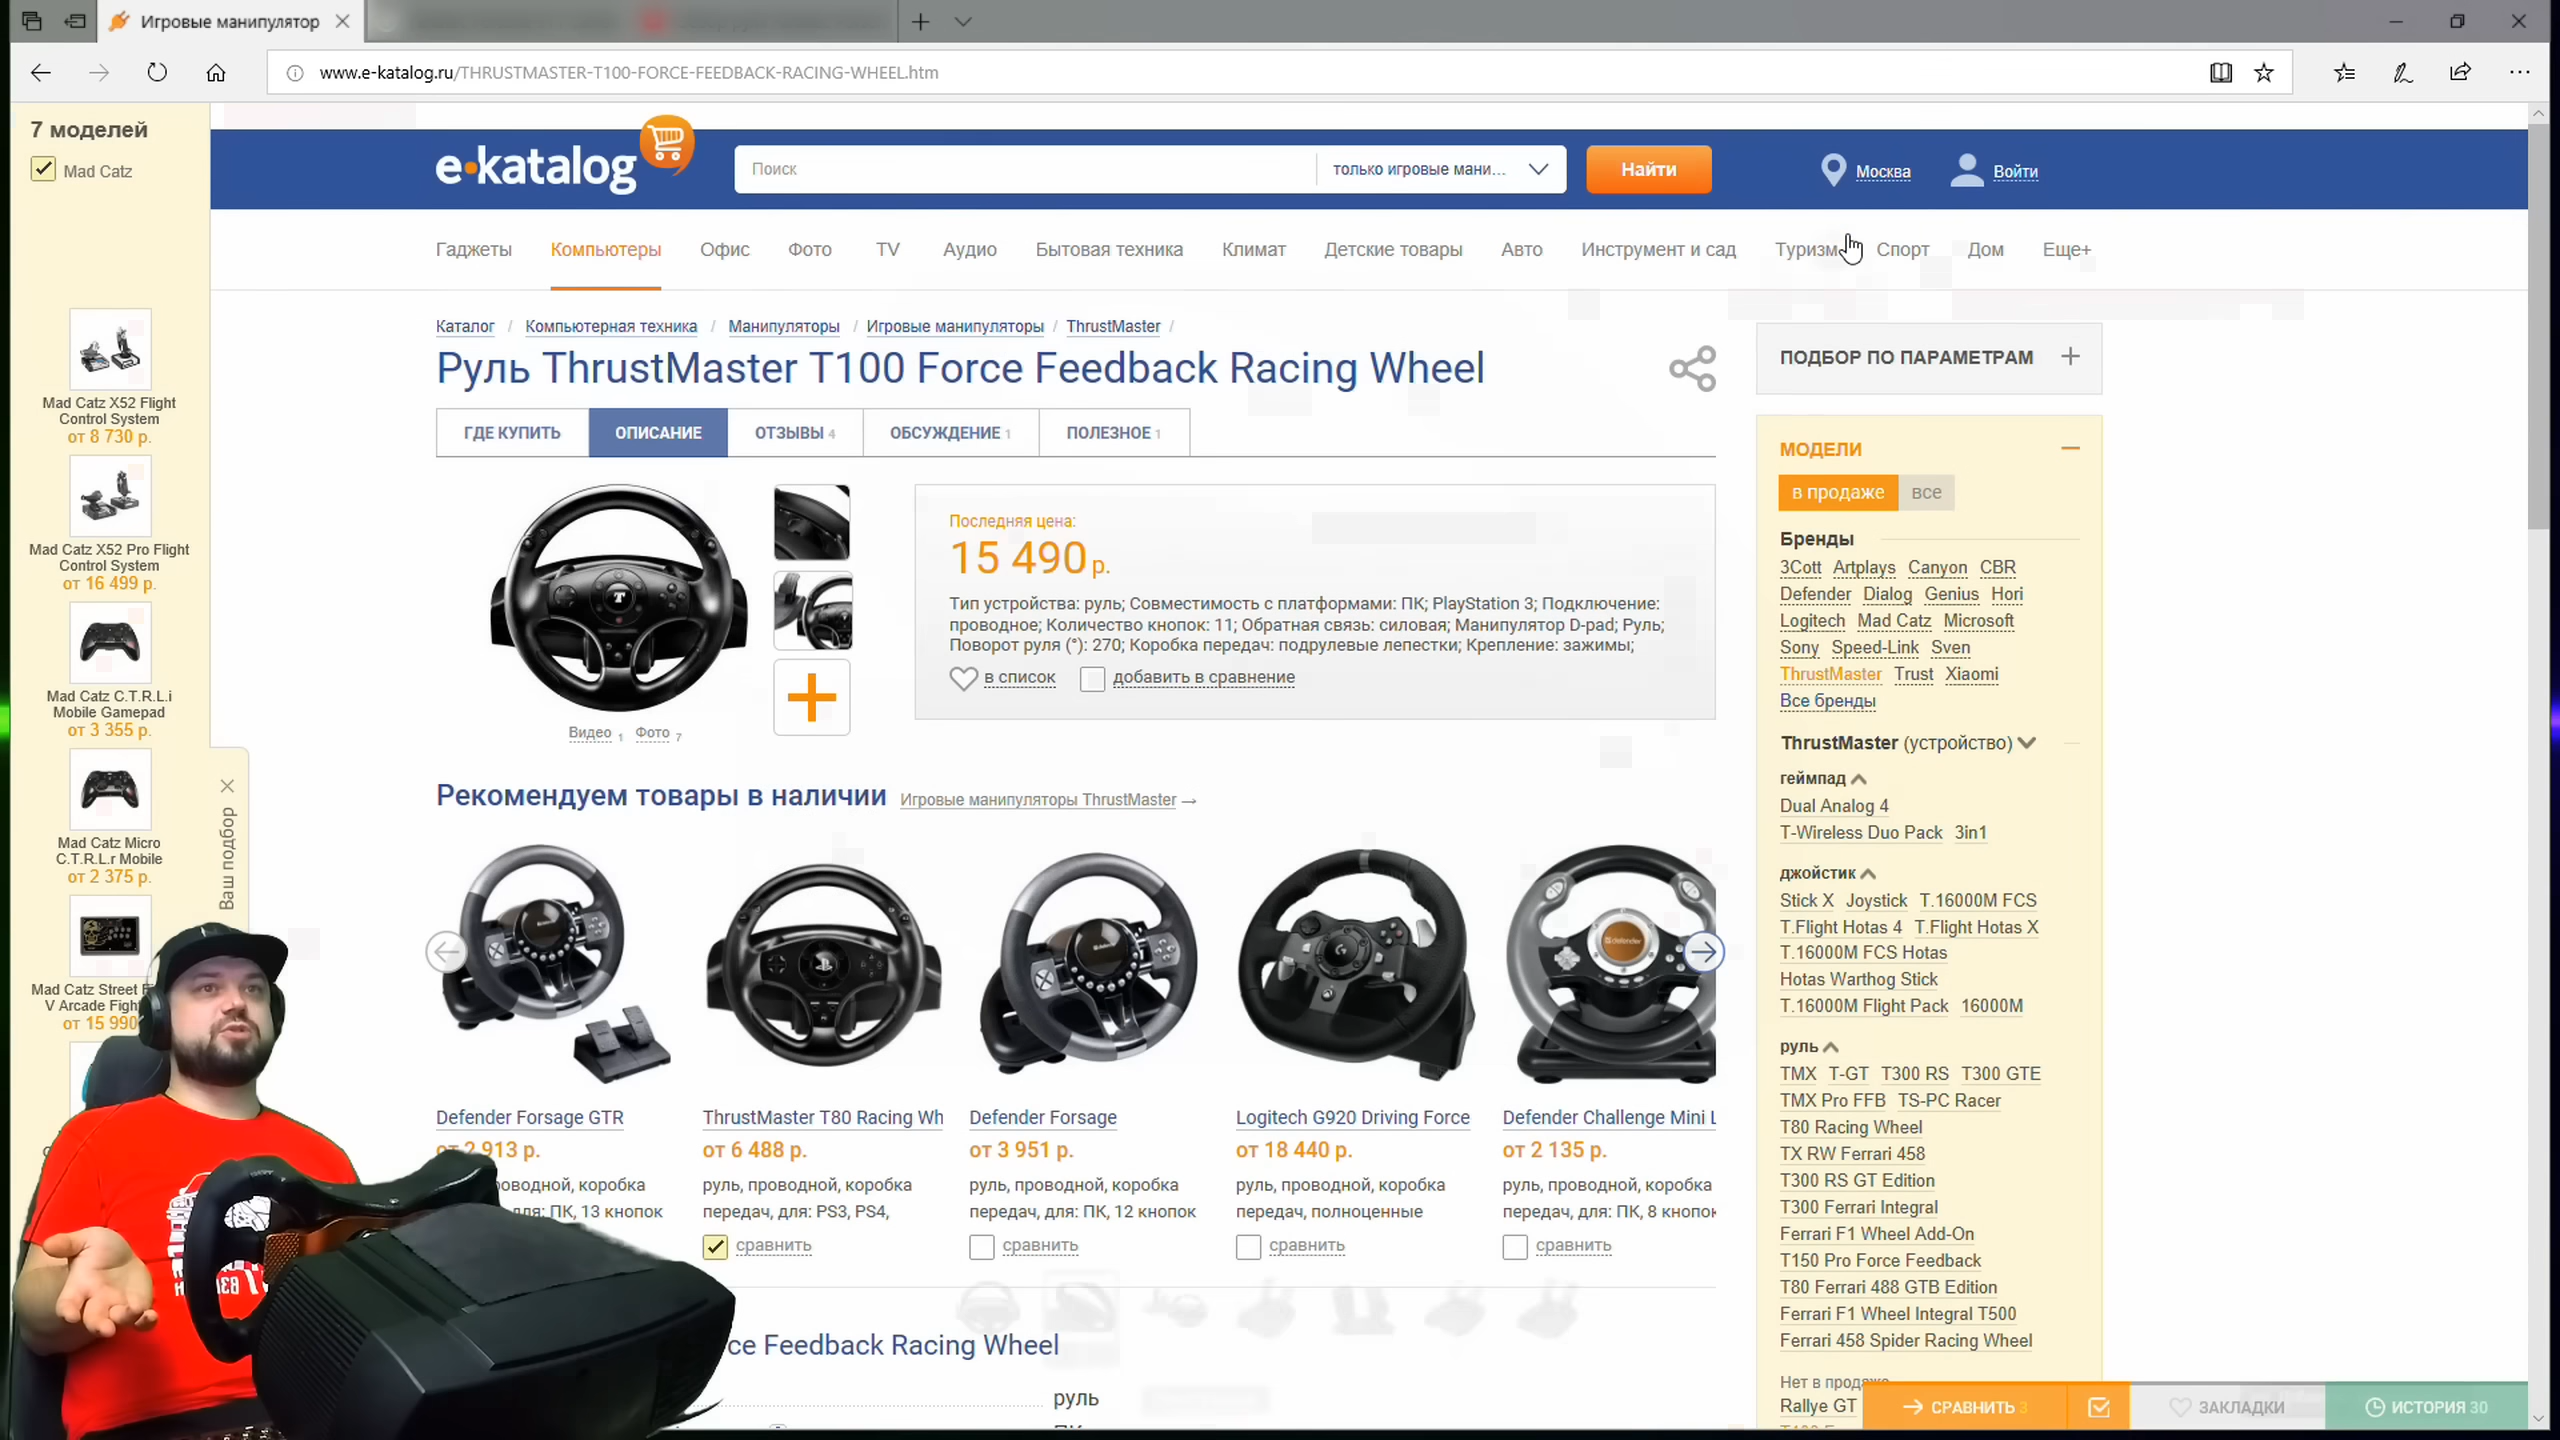 Игровые манипулятор
www.e-katalog.ru/THRUSTMASTER-T100-FORCE-FEEDBACK-RACING-WHEEL.htm
7 моделей
Mad Catz
Mad Catz X52 Flight
Control System
от 8 730 р.
Mad Catz X52 Pro Flight
Control System
от 16 499 р.
Mad Catz C.T.R.L.i
Mobile Gamepad
от 3 355 р.
Mad Catz Micro
C.T.R.L.r Mobile
от 2 375 р.
Mad Catz Street
V Arcade Figh
от 15 990
Ваш подбор
e-katalog
Поиск
только игровые мани...
Найти
Москва
Войти
Гаджеты Компьютеры Офис Фото TV Аудио Бытовая техника Климат Детские товары Авто Инструмент и сад Туризм Спорт Дом Еще+
Каталог / Компьютерная техника / Манипуляторы / Игровые манипуляторы / ThrustMaster /
Руль ThrustMaster T100 Force Feedback Racing Wheel
ГДЕ КУПИТЬ ОПИСАНИЕ ОТЗЫВЫ 4 ОБСУЖДЕНИЕ 1 ПОЛЕЗНОЕ 1
Видео 1 Фото 7
Последняя цена:
15 490 р.
Тип устройства: руль; Совместимость с платформами: ПК; PlayStation 3; Подключение:
проводное; Количество кнопок: 11; Обратная связь: силовая; Манипулятор D-pad; Руль;
Поворот руля (°): 270; Коробка передач: подрулевые лепестки; Крепление: зажимы;
в список добавить в сравнение
Рекомендуем товары в наличии Игровые манипуляторы ThrustMaster →
Defender Forsage GTR
от 2 913 р.
оводной, коробка
для: ПК, 13 кнопок
ThrustMaster T80 Racing Wh
от 6 488 р.
руль, проводной, коробка
передач, для: PS3, PS4,
сравнить
Defender Forsage
от 3 951 р.
руль, проводной, коробка
передач, для: ПК, 12 кнопок
сравнить
Logitech G920 Driving Force
от 18 440 р.
руль, проводной, коробка
передач, полноценные
сравнить
Defender Challenge Mini L
от 2 135 р.
руль, проводной, коробка
передач, для: ПК, 8 кнопок
сравнить
ce Feedback Racing Wheel
руль
ПОДБОР ПО ПАРАМЕТРАМ
МОДЕЛИ
в продаже все
Бренды
3Cott Artplays Canyon CBR
Defender Dialog Genius Hori
Logitech Mad Catz Microsoft
Sony Speed-Link Sven
ThrustMaster Trust Xiaomi
Все бренды
ThrustMaster (устройство)
геймпад
Dual Analog 4
T-Wireless Duo Pack 3in1
джойстик
Stick X Joystick T.16000M FCS
T.Flight Hotas 4 T.Flight Hotas X
T.16000M FCS Hotas
Hotas Warthog Stick
T.16000M Flight Pack 16000M
руль
TMX T-GT T300 RS T300 GTE
TMX Pro FFB TS-PC Racer
T80 Racing Wheel
TX RW Ferrari 458
T300 RS GT Edition
T300 Ferrari Integral
Ferrari F1 Wheel Add-On
T150 Pro Force Feedback
T80 Ferrari 488 GTB Edition
Ferrari F1 Wheel Integral T500
Ferrari 458 Spider Racing Wheel
Нет в прода
Rallye GT
СРАВНИТЬ 3
ЗАКЛАДКИ
ИСТОРИЯ 30